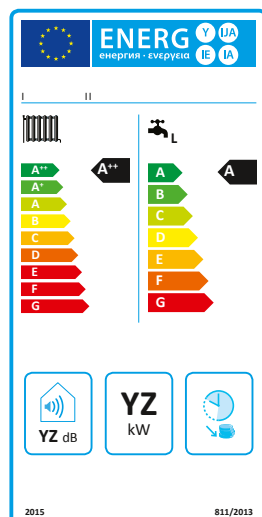 ENERG Y IJA
енергия · ενεργεια IE IA
I II
L
A++ A++ A A
A+ B
A C
B D
C E
D F
E G
F
G
YZ dB
YZ kW
2015 811/2013